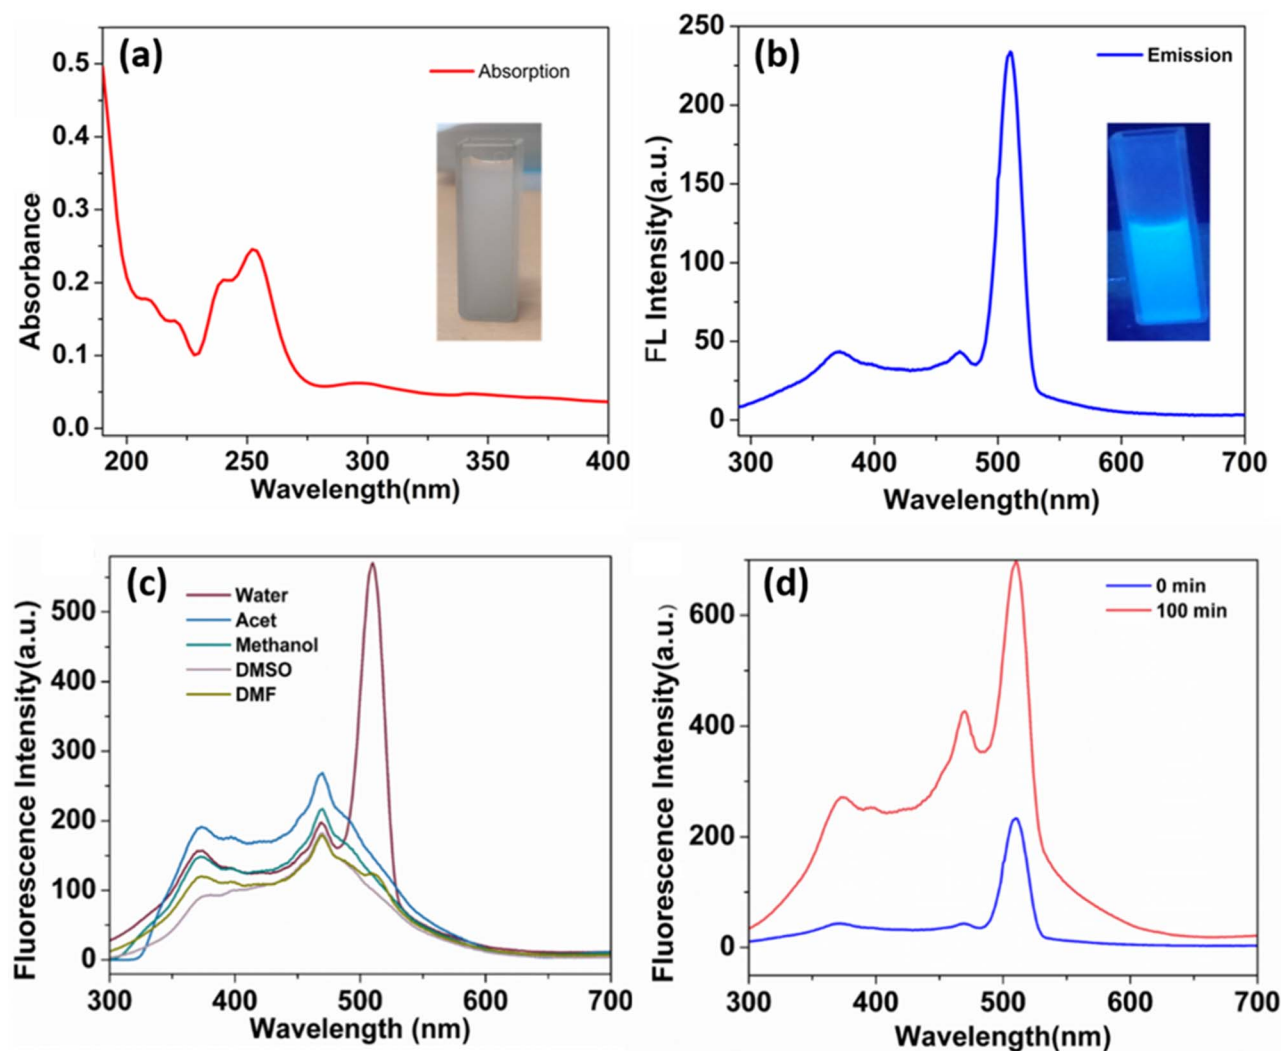 (a)
Absorption
0.5
0.4
0.3
0.2
0.1
0.0
Absorbance
200 250 300 350 400
Wavelength(nm)
(b)
Emission
250
200
150
100
50
0
FL Intensity(a.u.)
300 400 500 600 700
Wavelength(nm)
(c)
Water
Acet
Methanol
DMSO
DMF
500
400
300
200
100
0
Fluorescence Intensity(a.u.)
300 400 500 600 700
Wavelength (nm)
(d)
0 min
100 min
600
400
200
0
Fluorescence Intensity(a.u.)
300 400 500 600 700
Wavelength(nm)